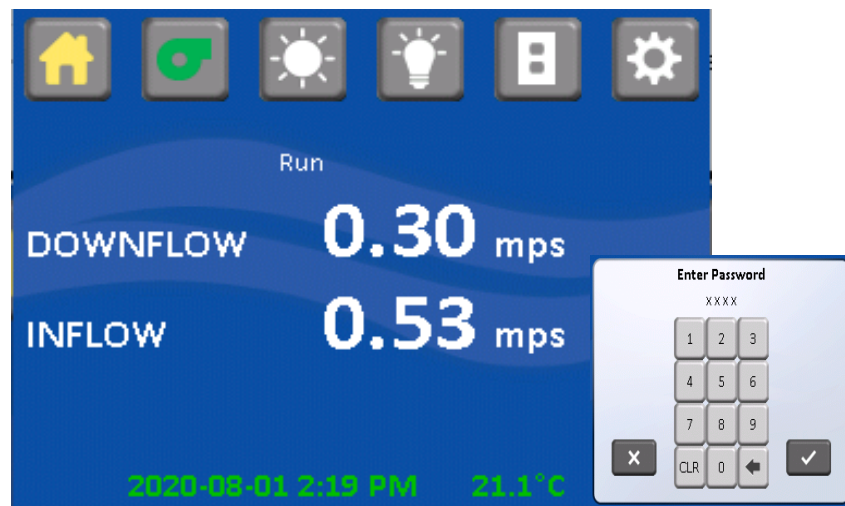 Run
DOWNFLOW 0.30 mps
INFLOW 0.53 mps
2020-08-01 2:19 PM 21.1°C
Enter Password
XXXX
1 2 3
4 5 6
7 8 9
CLR 0